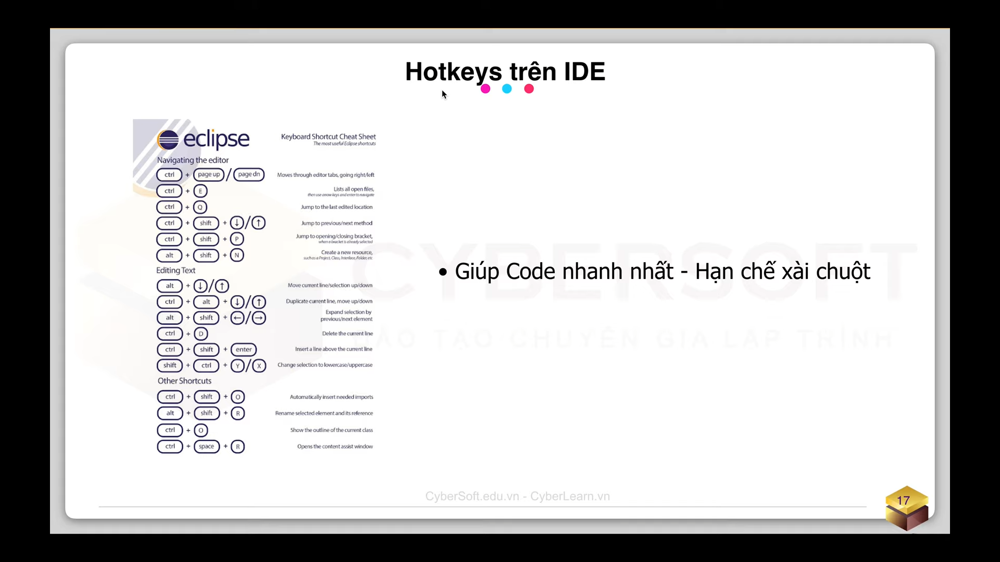 Hotkeys trên IDE
eclipse
Keyboard Shortcut Cheat Sheet
The most useful Eclipse shortcuts
Navigating the editor
ctrl + page up / page dn Moves through editor tabs, going right/left
ctrl + E Lists all open files,
then use arrow keys and enter to navigate
ctrl + Q Jump to the last edited location
ctrl + shift + ↓/↑ Jump to previous/next method
ctrl + shift + P Jump to opening/closing bracket,
when a bracket is already selected
alt + shift + N Create a new resource,
such as a Project, Class, Interface, Folder, etc
Editing Text
alt + ↓/↑ Move current line/selection up/down
ctrl + alt + ↓/↑ Duplicate current line, move up/down
alt + shift + ←/→ Expand selection by
previous/next element
ctrl + D Delete the current line
ctrl + shift + enter Insert a line above the current line
shift + ctrl + Y/X Change selection to lowercase/uppercase
Other Shortcuts
ctrl + shift + O Automatically insert needed imports
alt + shift + R Rename selected element and its reference
ctrl + O Show the outline of the current class
ctrl + space + R Opens the content assist window
• Giúp Code nhanh nhất - Hạn chế xài chuột
CYBERSOFT
ĐÀO TẠO CHUYÊN GIA LẬP TRÌNH
CyberSoft.edu.vn - CyberLearn.vn
17